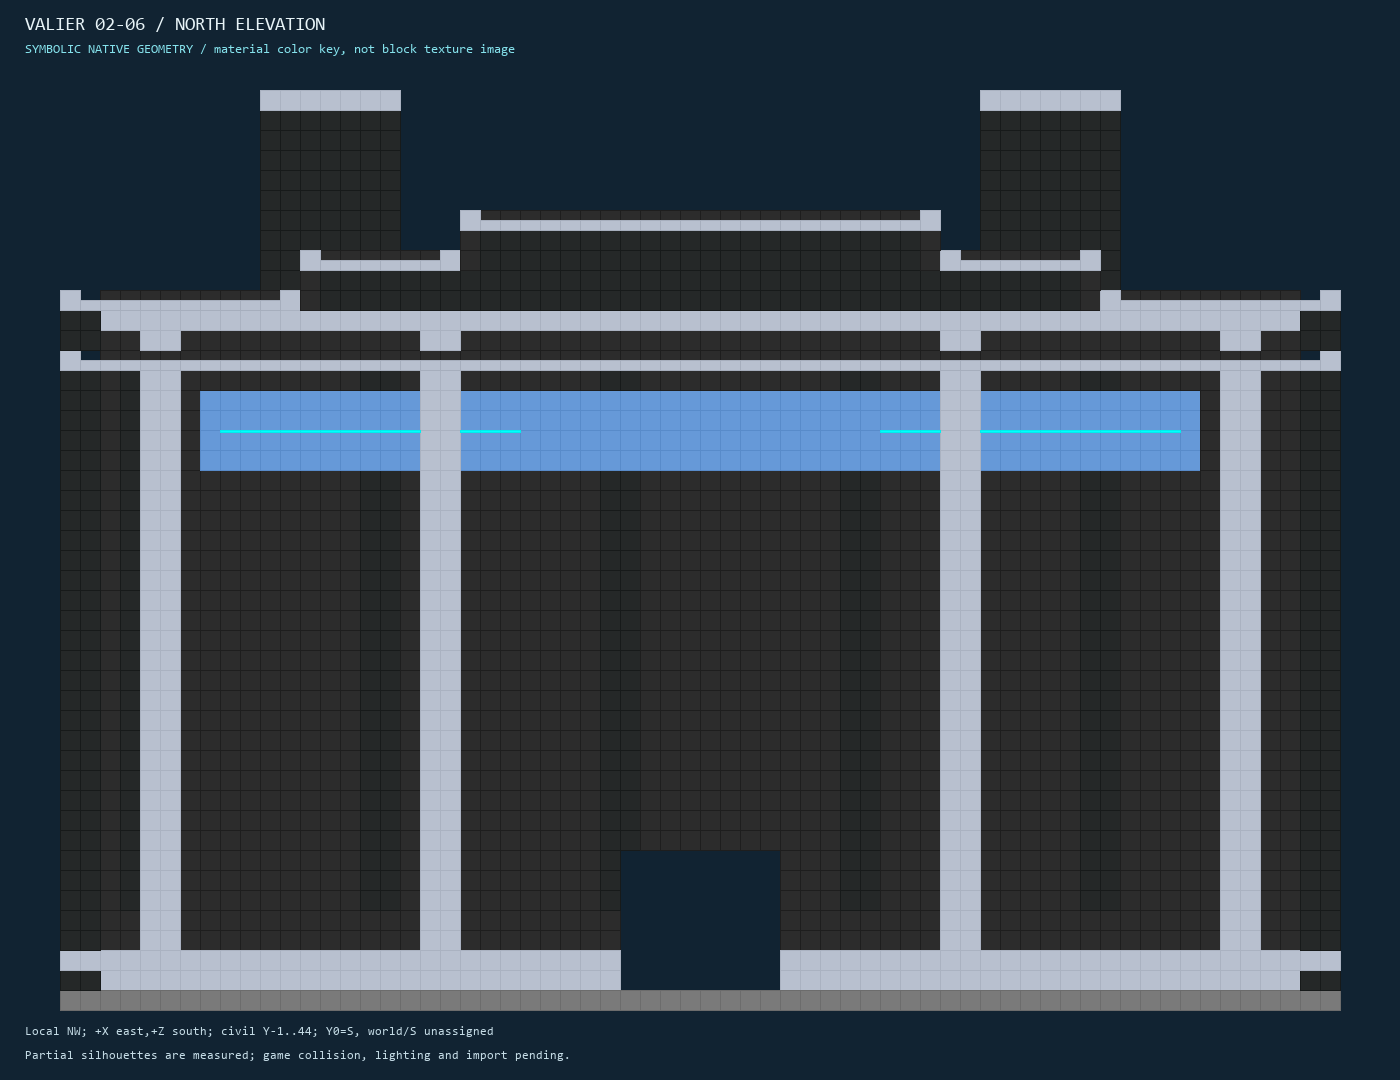 VALIER 02-06 / NORTH ELEVATION
SYMBOLIC NATIVE GEOMETRY / material color key, not block texture image
Local NW; +X east,+Z south; civil Y-1..44; Y0=S, world/S unassigned
Partial silhouettes are measured; game collision, lighting and import pending.